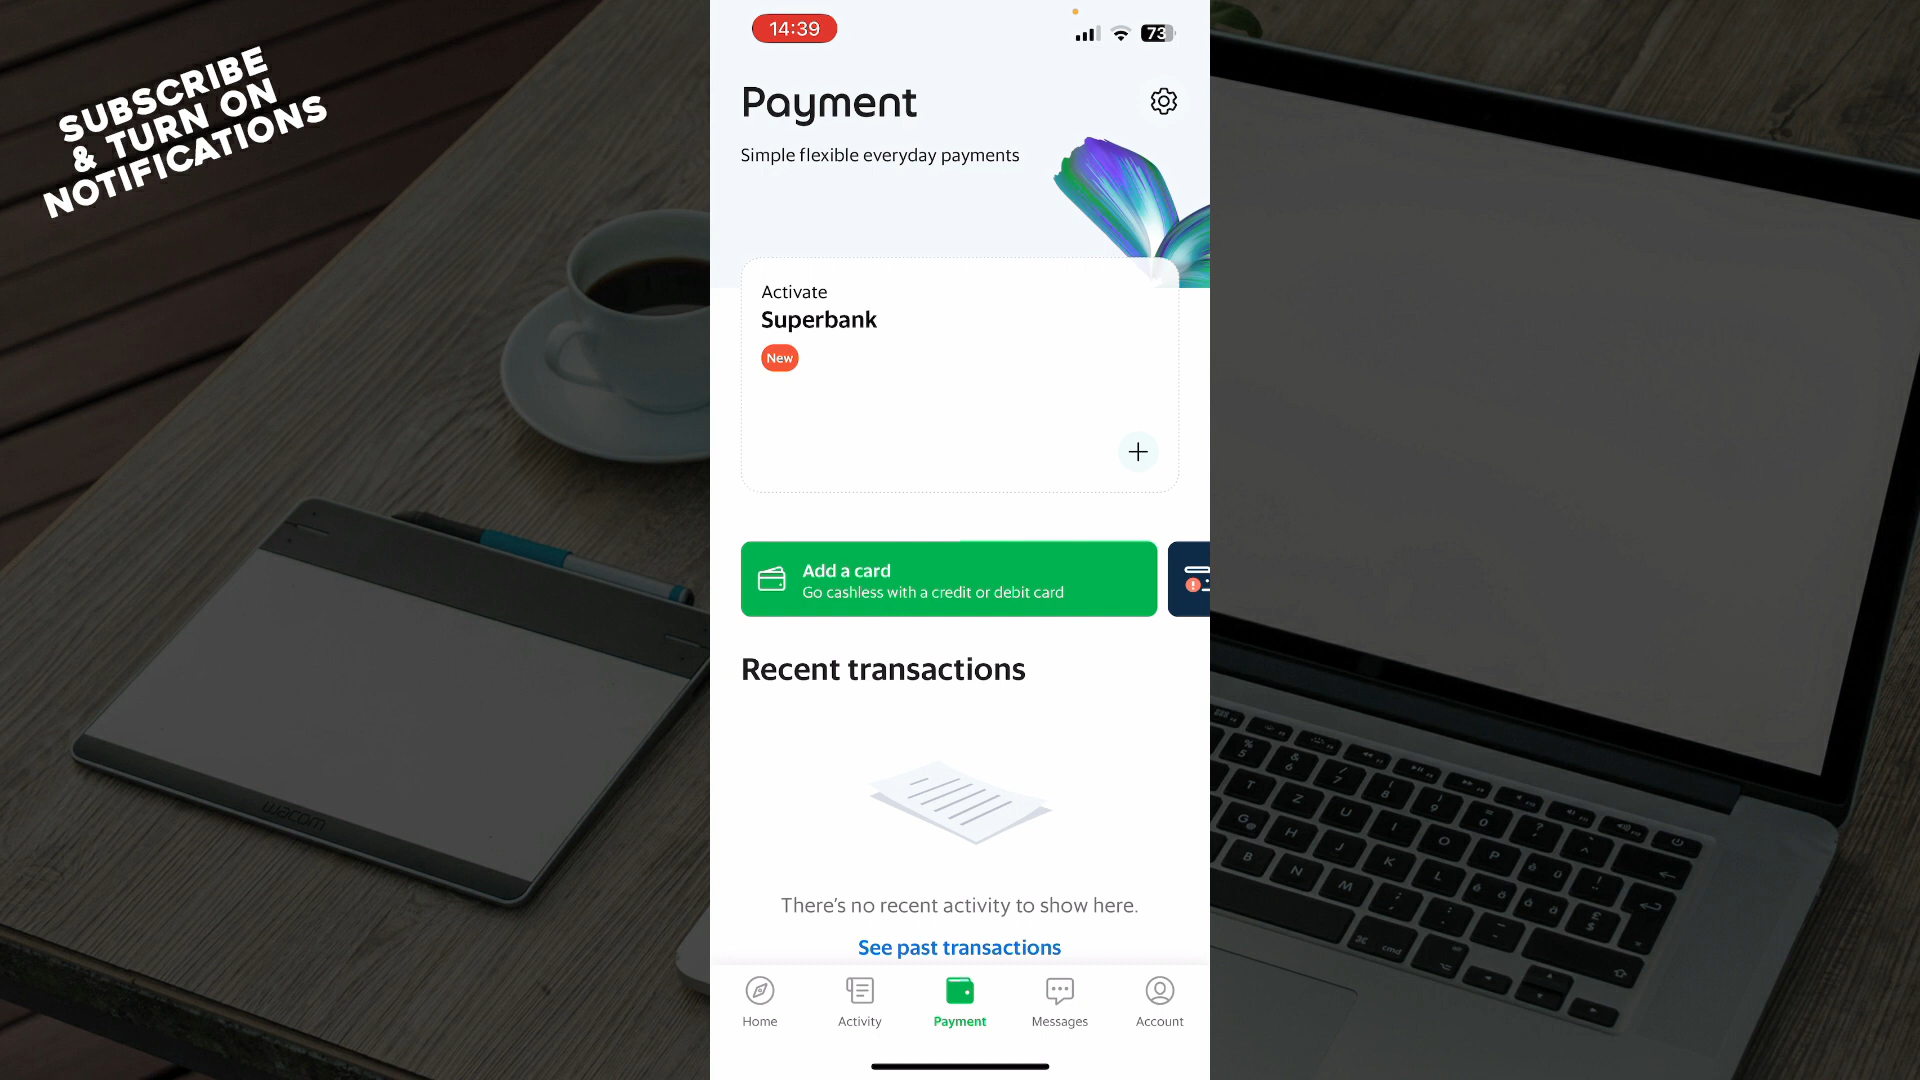 SUBSCRIBE
& TURN ON
NOTIFICATIONS
14:39
73
Payment
Simple flexible everyday payments
Activate
Superbank
New
Add a card
Go cashless with a credit or debit card
Recent transactions
There's no recent activity to show here.
See past transactions
Home
Activity
Payment
Messages
Account
wacom